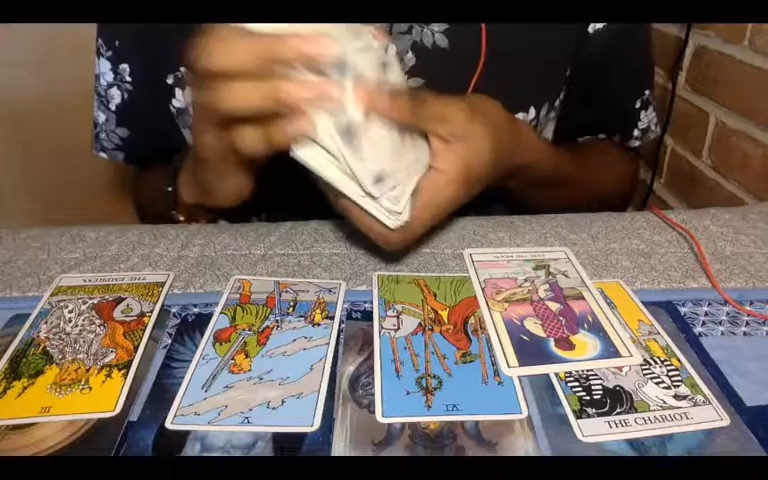 THE EMPRESS
III
V
VI
THE CHARIOT.